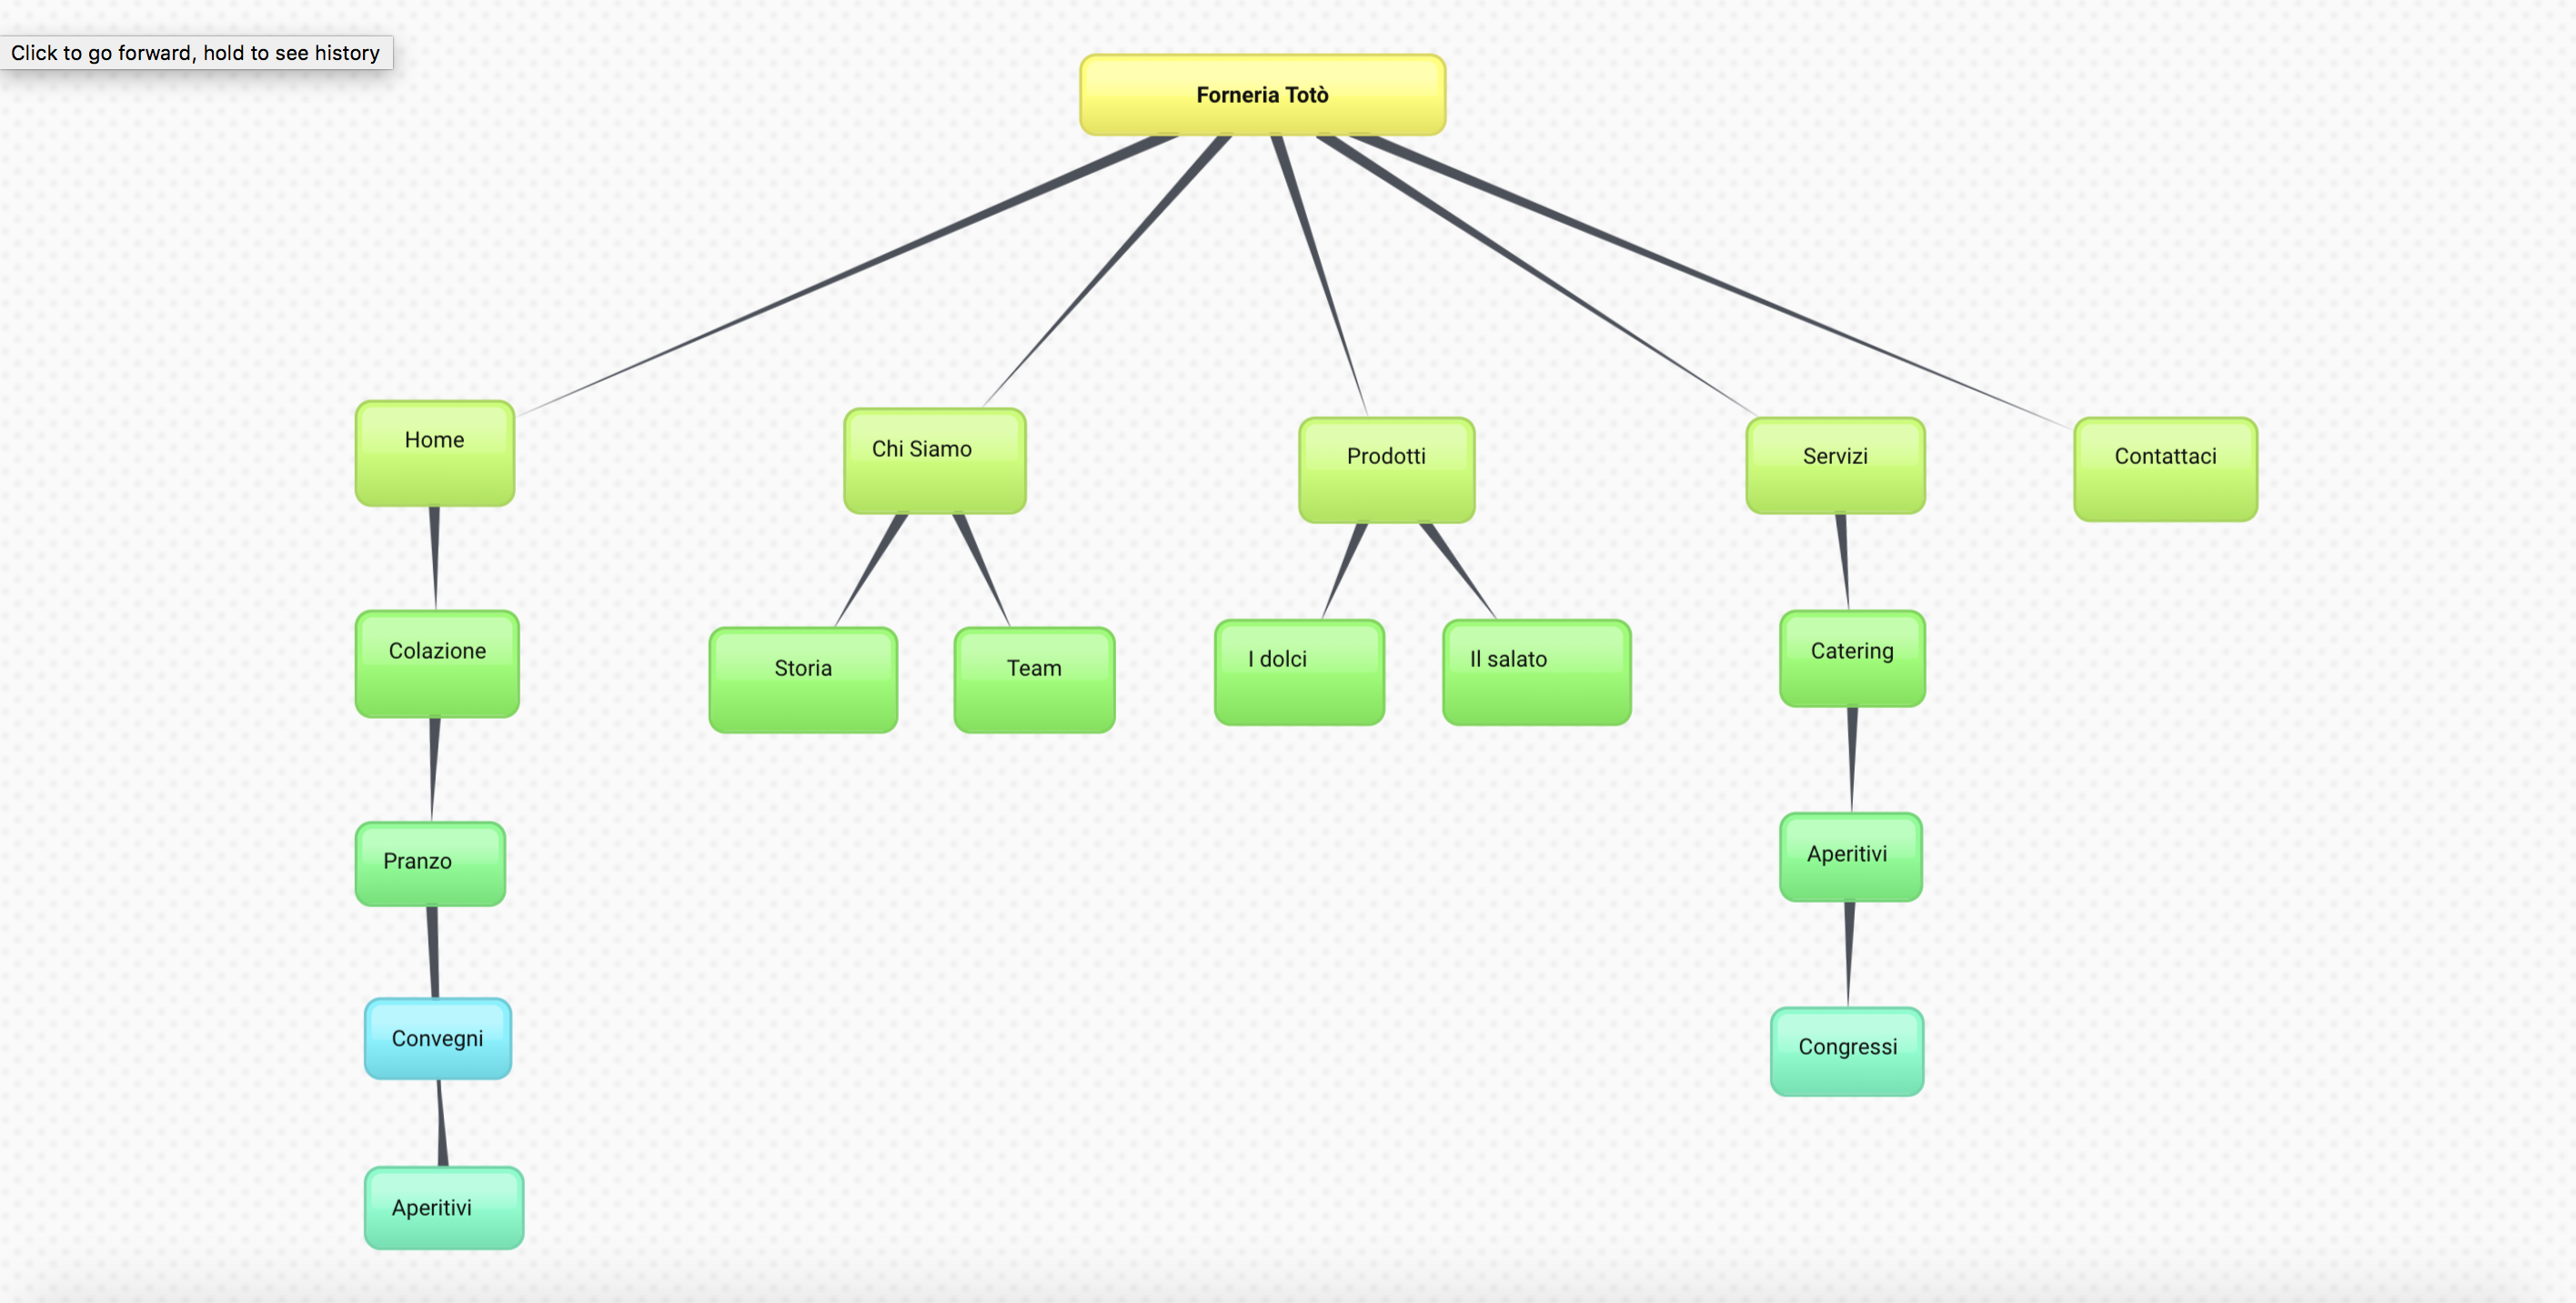 Click to go forward, hold to see history
Forneria Totò
Home
Chi Siamo
Prodotti
Servizi
Contattaci
Colazione
Storia
Team
I dolci
Il salato
Catering
Pranzo
Aperitivi
Convegni
Congressi
Aperitivi